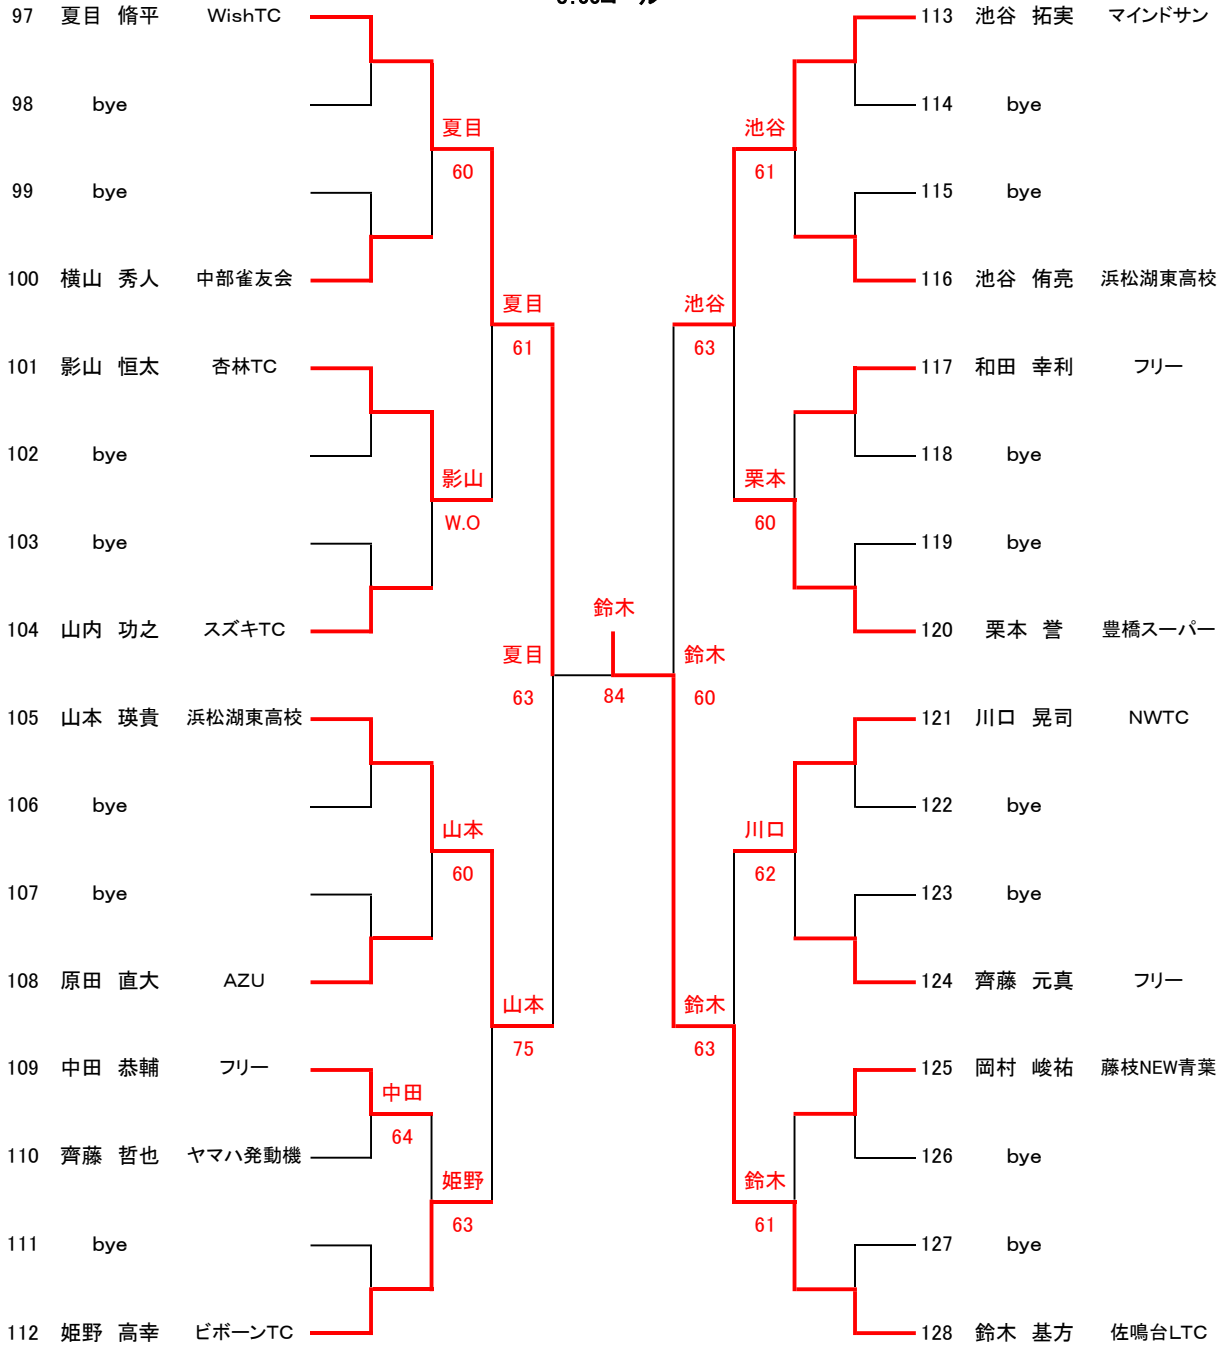 97 夏目 脩平 WishTC
98 bye
夏目
60
99 bye
100 横山 秀人 中部雀友会
夏目
61
101 影山 恒太 杏林TC
102 bye
影山
W.O
103 bye
104 山内 功之 スズキTC
夏目
63
105 山本 瑛貴 浜松湖東高校
106 bye
山本
60
107 bye
108 原田 直大 AZU
山本
75
109 中田 恭輔 フリー
中田
64
110 齊藤 哲也 ヤマハ発動機
姫野
63
111 bye
112 姫野 高幸 ビボーンTC
鈴木
84
113 池谷 拓実 マインドサン
114 bye
池谷
61
115 bye
116 池谷 侑亮 浜松湖東高校
池谷
63
117 和田 幸利 フリー
118 bye
栗本
60
119 bye
120 栗本 誉 豊橋スーパー
鈴木
60
121 川口 晃司 NWTC
122 bye
川口
62
123 bye
124 齊藤 元真 フリー
鈴木
63
125 岡村 峻祐 藤枝NEW青葉
126 bye
鈴木
61
127 bye
128 鈴木 基方 佐鳴台LTC